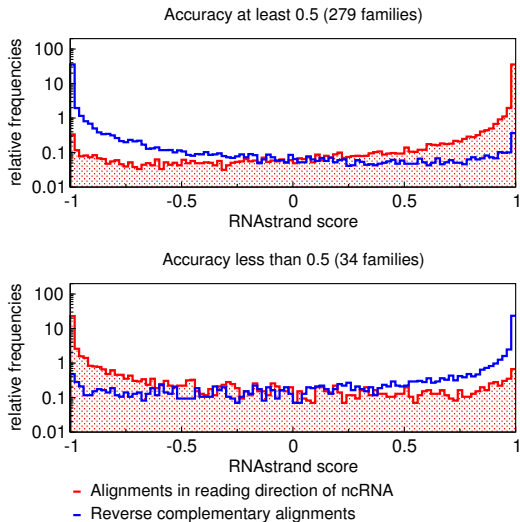 Accuracy at least 0.5 (279 families)
relative frequencies
100
10
1
0.1
0.01
-1 -0.5 0 0.5 1
RNAstrand score
Accuracy less than 0.5 (34 families)
relative frequencies
100
10
1
0.1
0.01
-1 -0.5 0 0.5 1
RNAstrand score
Alignments in reading direction of ncRNA
Reverse complementary alignments